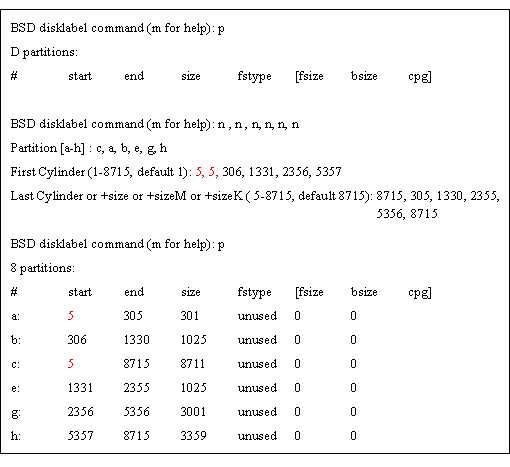 BSD disklabel command (m for help): p
D partitions:
# start end size fstype [fsize bsize cpg]
BSD disklabel command (m for help): n , n , n, n, n, n
Partition [a-h] : c, a, b, e, g, h
First Cylinder (1-8715, default 1): 5, 5, 306, 1331, 2356, 5357
Last Cylinder or +size or +sizeM or +sizeK ( 5-8715, default 8715): 8715, 305, 1330, 2355,
5356, 8715
BSD disklabel command (m for help): p
8 partitions:
# start end size fstype [fsize bsize cpg]
a: 5 305 301 unused 0 0
b: 306 1330 1025 unused 0 0
c: 5 8715 8711 unused 0 0
e: 1331 2355 1025 unused 0 0
g: 2356 5356 3001 unused 0 0
h: 5357 8715 3359 unused 0 0